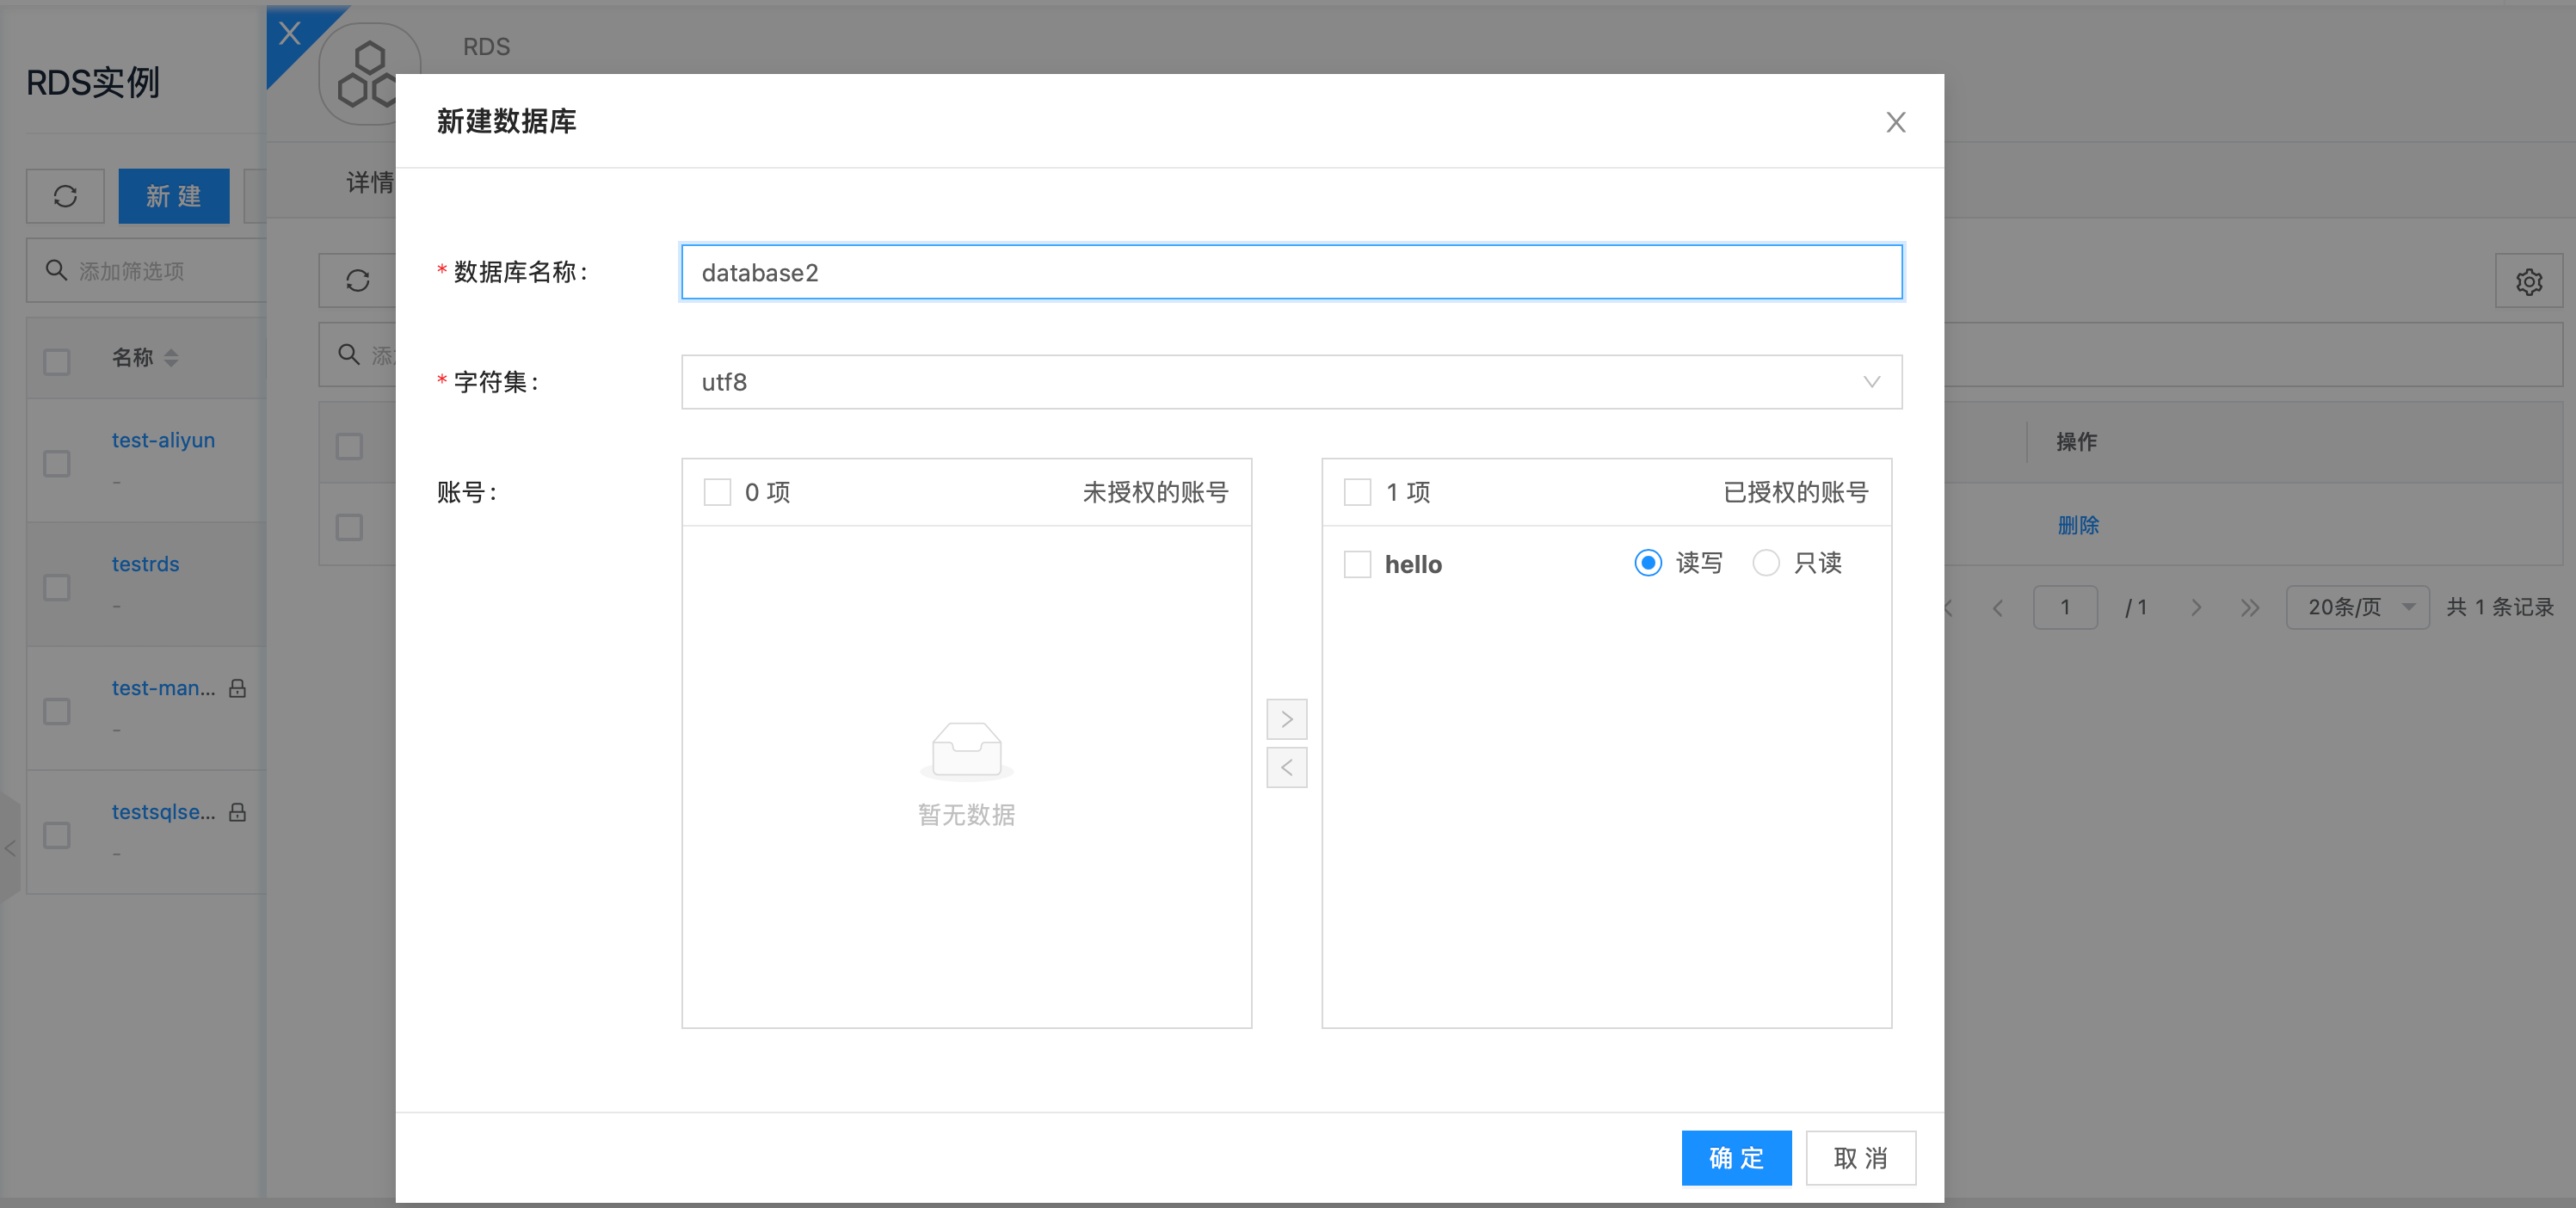 RDS实例
新 建
添加筛选项
名称
test-aliyun
-
testrds
-
test-man...
-
testsqlse...
-
RDS
详情
新建数据库
* 数据库名称：
database2
* 字符集：
utf8
账号：
0 项
未授权的账号
暂无数据
1 项
已授权的账号
hello
读写
只读
确 定
取 消
操作
删除
1
/ 1
20条/页
共 1 条记录